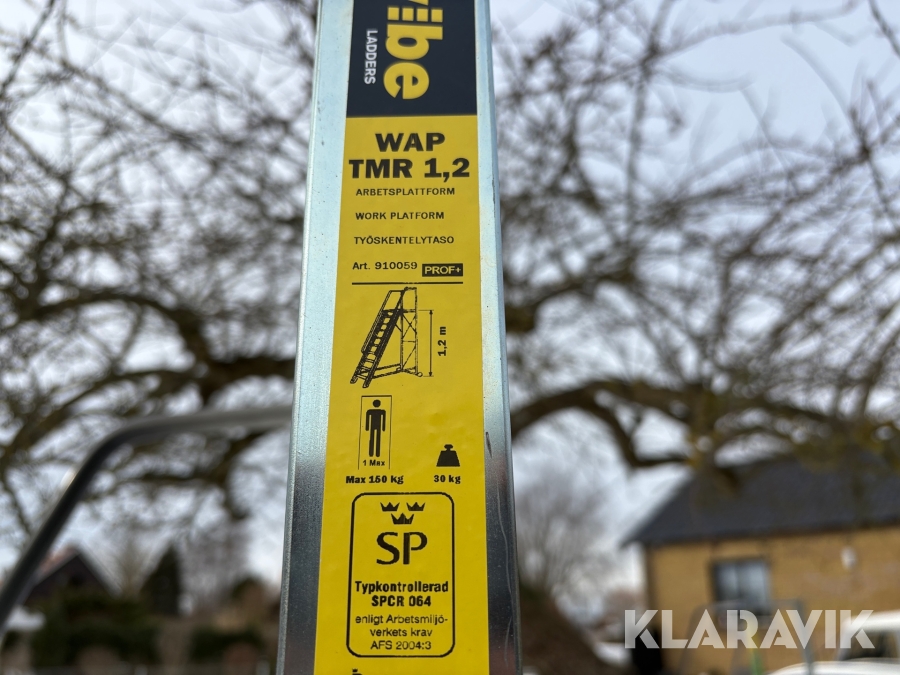 vibe
LADDERS
WAP
TMR 1,2
ARBETSPLATTFORM
WORK PLATFORM
TYÖSKENTELYTASO
Art. 910059 PROF+
1,2 m
1 Max
Max 150 kg
30 kg
SP
Typkontrollerad
SPCR 064
enligt Arbetsmiljö-
verkets krav
AFS 2004:3
KLARAVIK